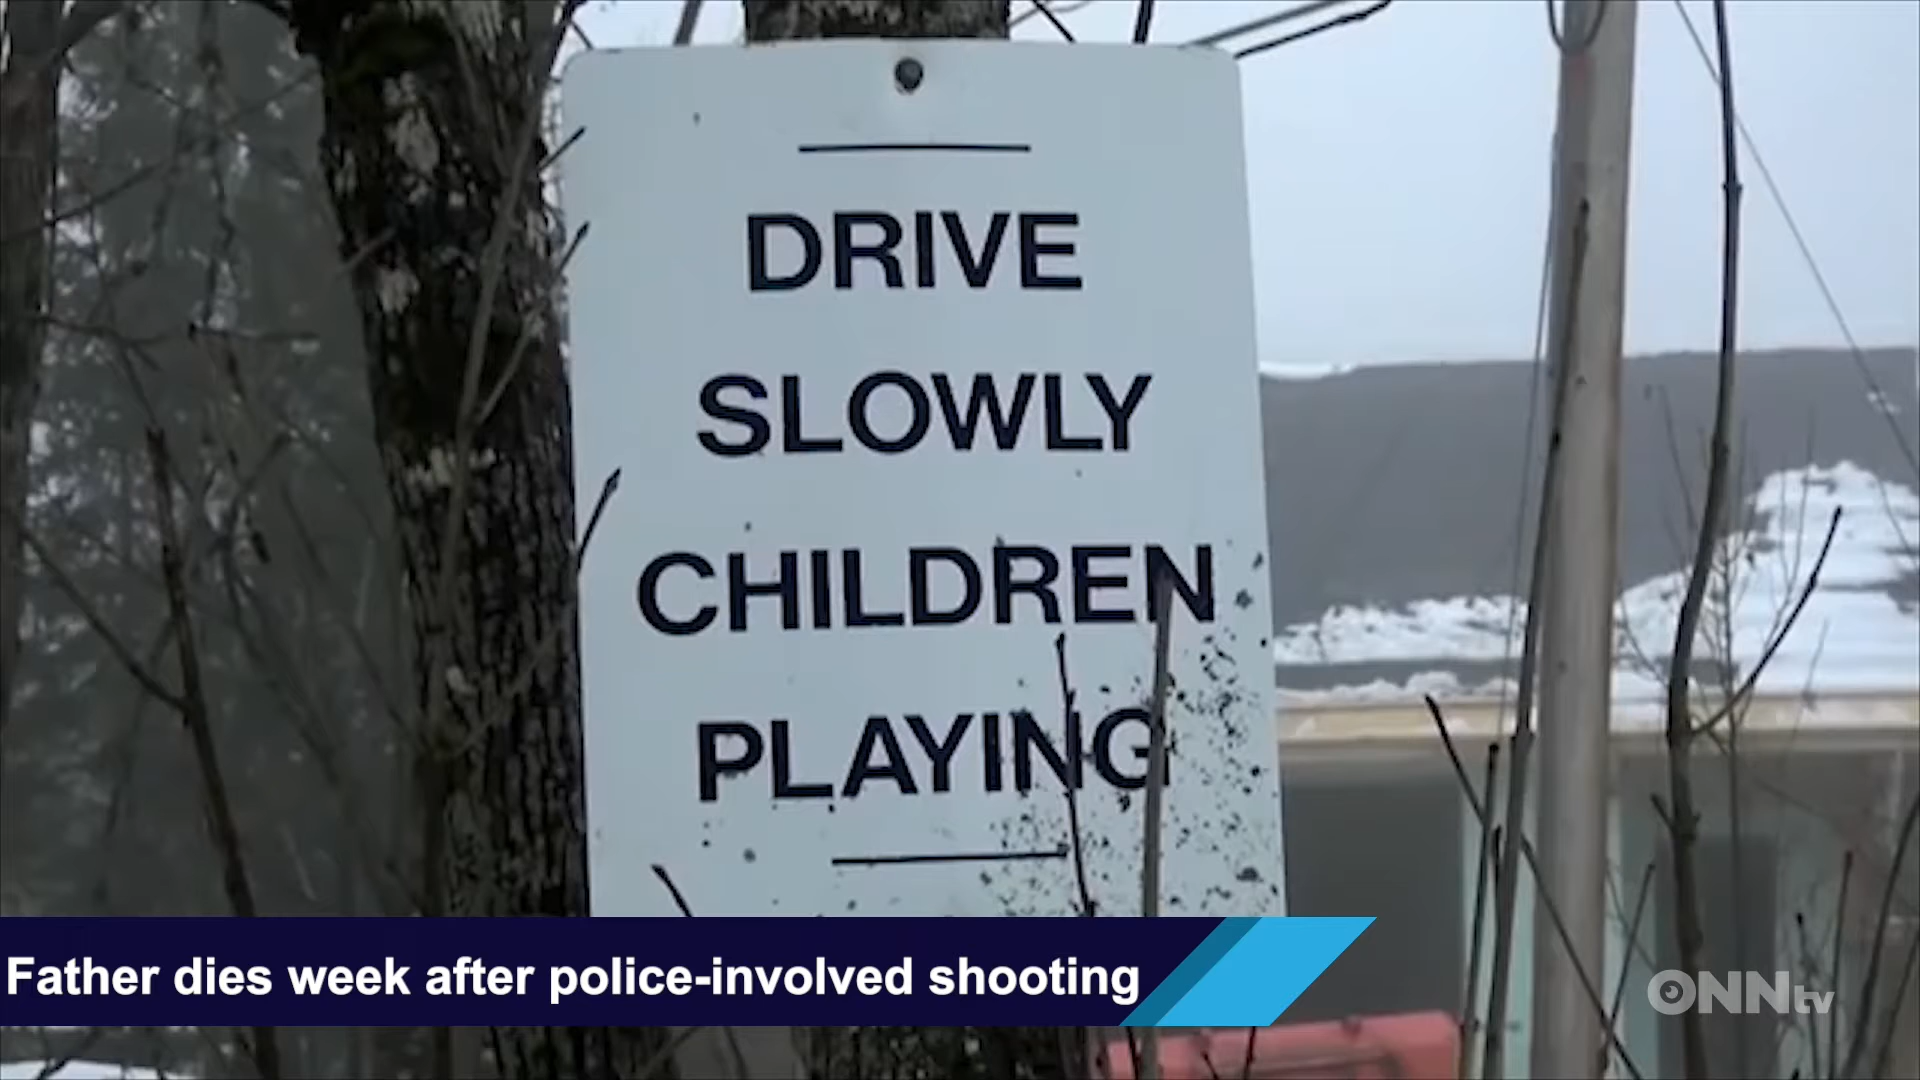 DRIVE
SLOWLY
CHILDREN
PLAYING
Father dies week after police-involved shooting
ONNtv